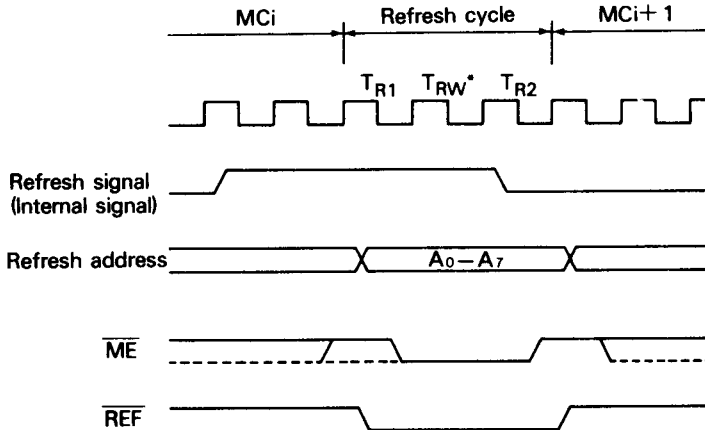 MCi Refresh cycle MCi+ 1
TR1 TRW* TR2
Refresh signal
(Internal signal)
Refresh address A0–A7
ME
REF